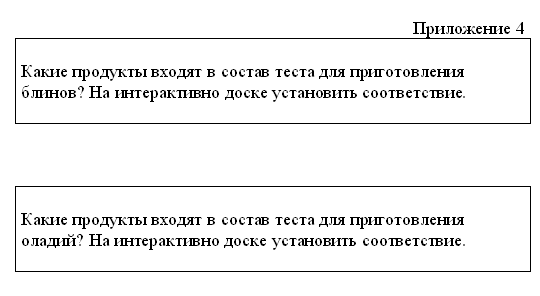 Приложение 4
Какие продукты входят в состав теста для приготовления
блинов? На интерактивно доске установить соответствие.
Какие продукты входят в состав теста для приготовления
оладий? На интерактивно доске установить соответствие.